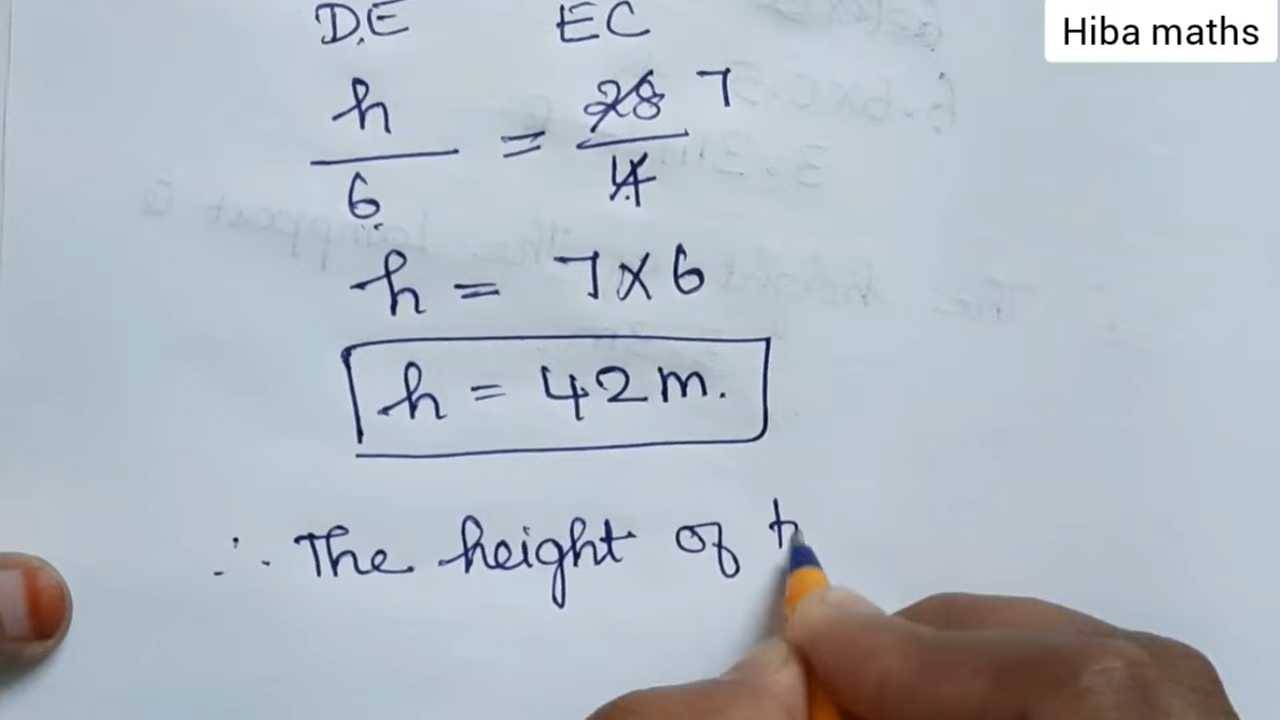 Hiba maths
DE EC
h/6 = 28/4 7
h = 7×6
h = 42m.
∴ The height of